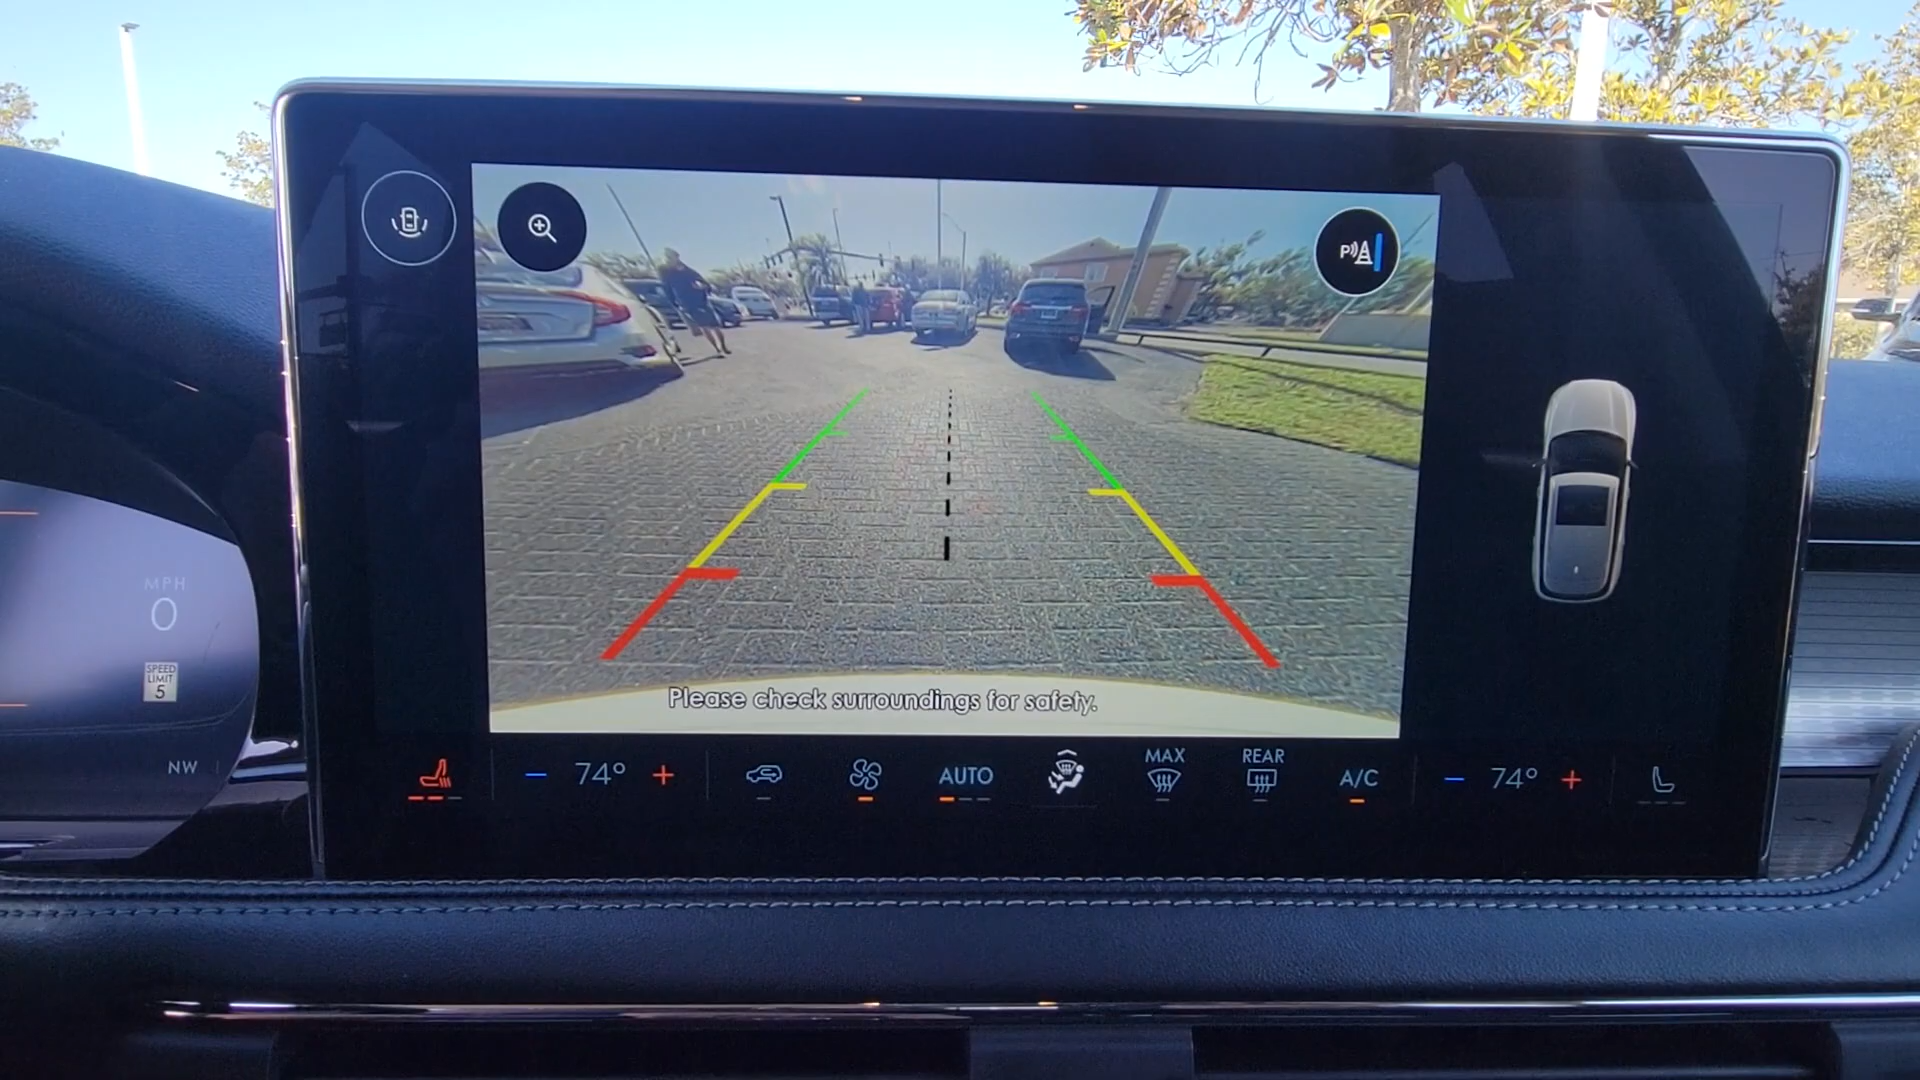 P
Please check surroundings for safety.
MPH
0
SPEED
LIMIT
5
NW
74°
AUTO
MAX
REAR
A/C
74°